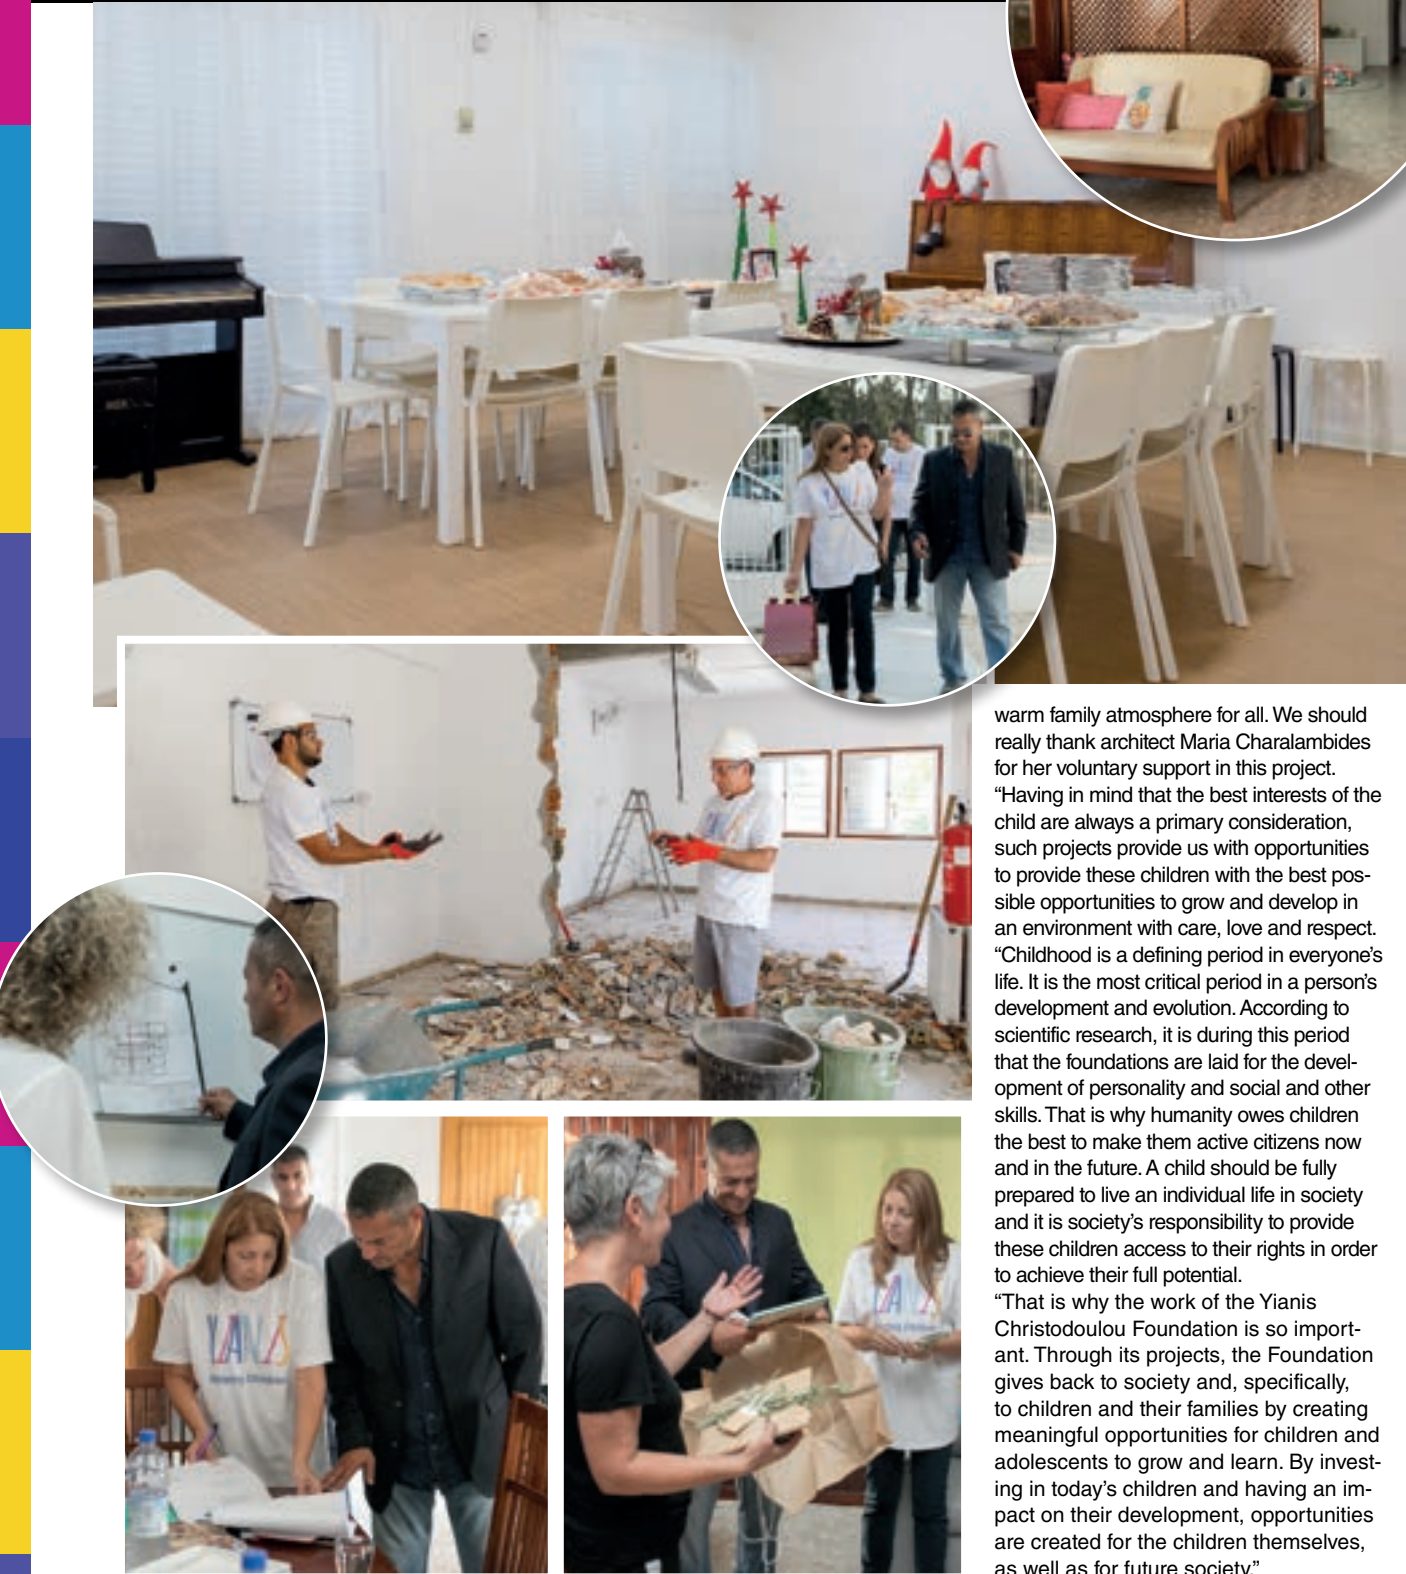 warm family atmosphere for all. We should
really thank architect Maria Charalambides
for her voluntary support in this project.
“Having in mind that the best interests of the
child are always a primary consideration,
such projects provide us with opportunities
to provide these children with the best pos-
sible opportunities to grow and develop in
an environment with care, love and respect.
“Childhood is a defining period in everyone’s
life. It is the most critical period in a person’s
development and evolution. According to
scientific research, it is during this period
that the foundations are laid for the devel-
opment of personality and social and other
skills. That is why humanity owes children
the best to make them active citizens now
and in the future. A child should be fully
prepared to live an individual life in society
and it is society’s responsibility to provide
these children access to their rights in order
to achieve their full potential.
“That is why the work of the Yianis
Christodoulou Foundation is so import-
ant. Through its projects, the Foundation
gives back to society and, specifically,
to children and their families by creating
meaningful opportunities for children and
adolescents to grow and learn. By invest-
ing in today’s children and having an im-
pact on their development, opportunities
are created for the children themselves,
as well as for future society.”